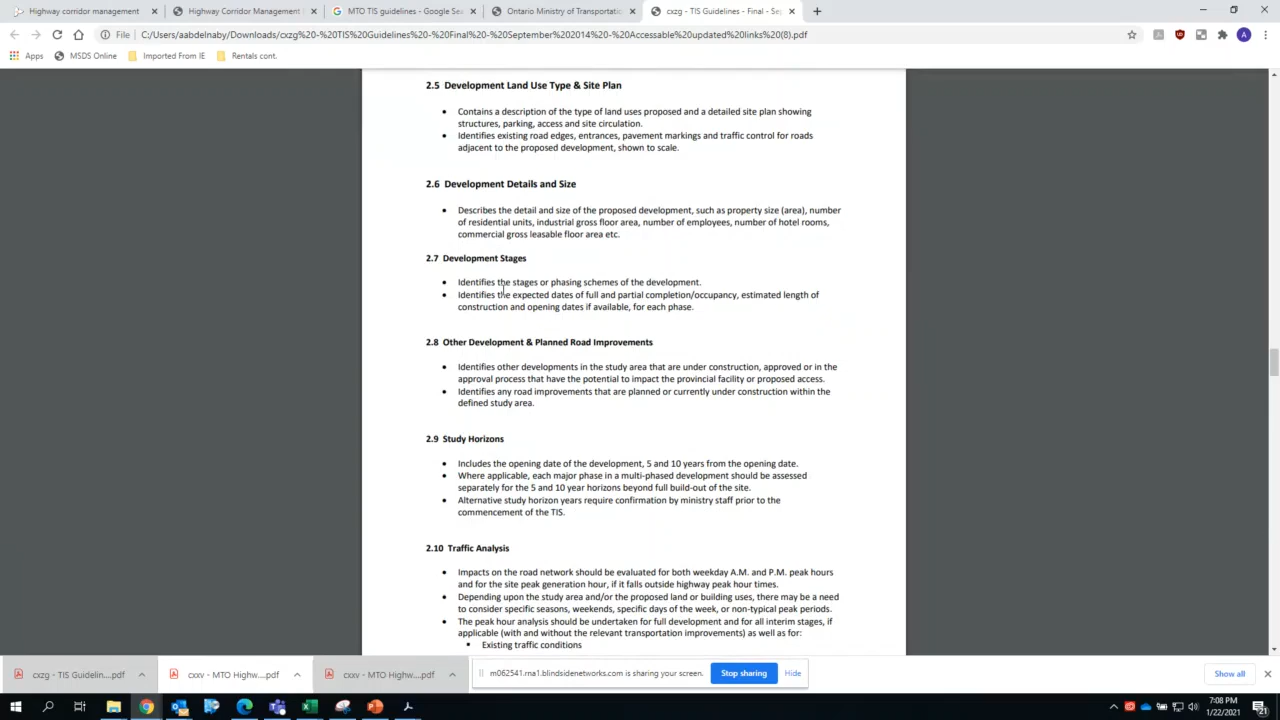 Highway corridor management
Highway Corridor Management
MTO TIS guidelines - Google Sea
Ontario Ministry of Transportation
cxzg - TIS Guidelines - Final - Sep
File
C:/Users/aabdelnaby/Downloads/cxzg%20-%20TIS%20Guidelines%20-%20Final%20-%20September%202014%20-%20Accessable%20updated%20links%20(8).pdf
A
Apps
MSDS Online
Imported From IE
Rentals cont.
2.5 Development Land Use Type & Site Plan
• Contains a description of the type of land uses proposed and a detailed site plan showing
structures, parking, access and site circulation.
• Identifies existing road edges, entrances, pavement markings and traffic control for roads
adjacent to the proposed development, shown to scale.
2.6 Development Details and Size
• Describes the detail and size of the proposed development, such as property size (area), number
of residential units, industrial gross floor area, number of employees, number of hotel rooms,
commercial gross leasable floor area etc.
2.7 Development Stages
• Identifies the stages or phasing schemes of the development.
• Identifies the expected dates of full and partial completion/occupancy, estimated length of
construction and opening dates if available, for each phase.
2.8 Other Development & Planned Road Improvements
• Identifies other developments in the study area that are under construction, approved or in the
approval process that have the potential to impact the provincial facility or proposed access.
• Identifies any road improvements that are planned or currently under construction within the
defined study area.
2.9 Study Horizons
• Includes the opening date of the development, 5 and 10 years from the opening date.
• Where applicable, each major phase in a multi-phased development should be assessed
separately for the 5 and 10 year horizons beyond full build-out of the site.
• Alternative study horizon years require confirmation by ministry staff prior to the
commencement of the TIS.
2.10 Traffic Analysis
• Impacts on the road network should be evaluated for both weekday A.M. and P.M. peak hours
and for the site peak generation hour, if it falls outside highway peak hour times.
• Depending upon the study area and/or the proposed land or building uses, there may be a need
to consider specific seasons, weekends, specific days of the week, or non-typical peak periods.
• The peak hour analysis should be undertaken for full development and for all interim stages, if
applicable (with and without the relevant transportation improvements) as well as for:
▪ Existing traffic conditions
cxzg - TIS Guidelines....pdf
cxxv - MTO Highw....pdf
cxxv - MTO Highw....pdf
m062541.rna1.blindsidenetworks.com is sharing your screen.
Stop sharing
Hide
Show all
7:08 PM
1/22/2021
21